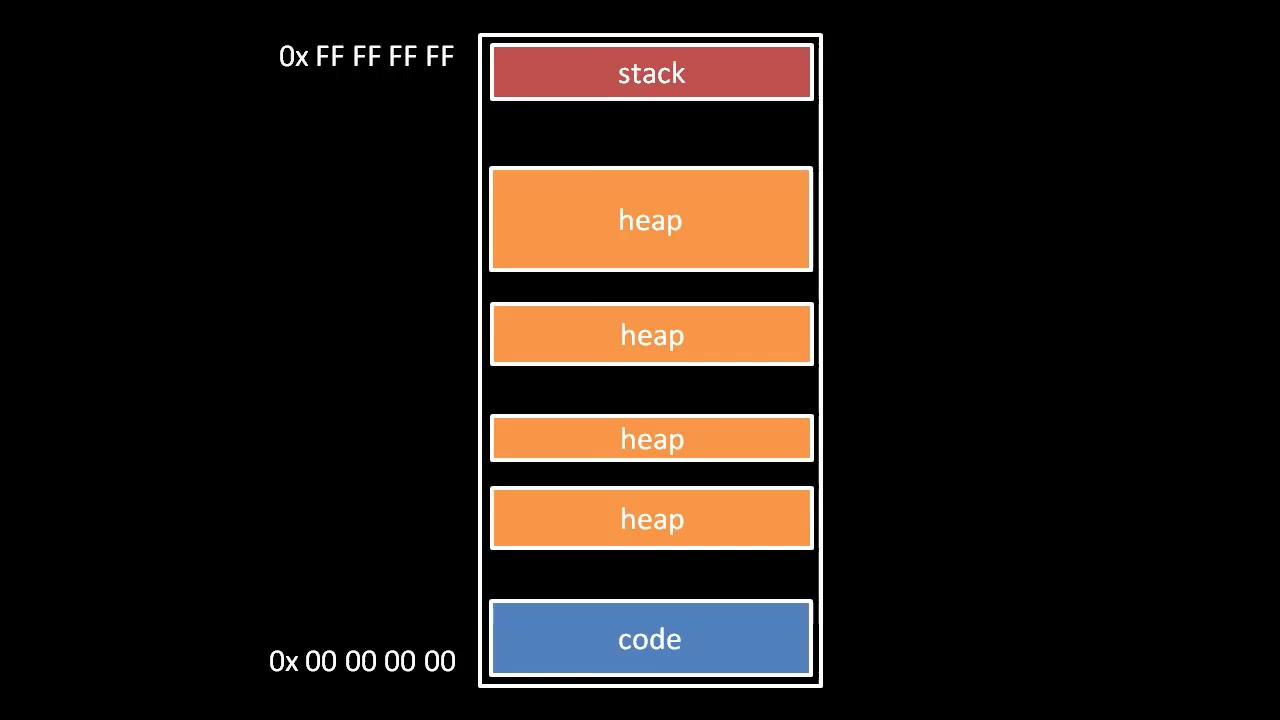 0x FF FF FF FF
stack
heap
heap
heap
heap
code
0x 00 00 00 00